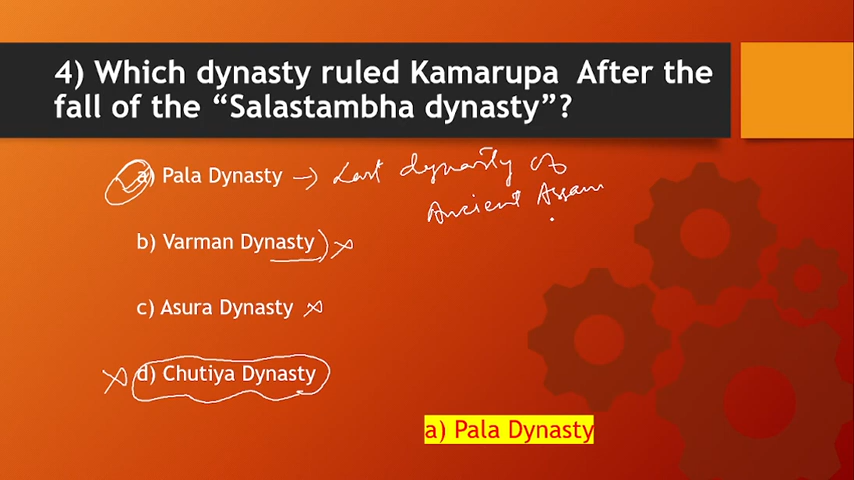 4) Which dynasty ruled Kamarupa After the
fall of the “Salastambha dynasty”?
a) Pala Dynasty → Last dynasty of
Ancient Assam
b) Varman Dynasty) x
c) Asura Dynasty x
x d) Chutiya Dynasty
a) Pala Dynasty